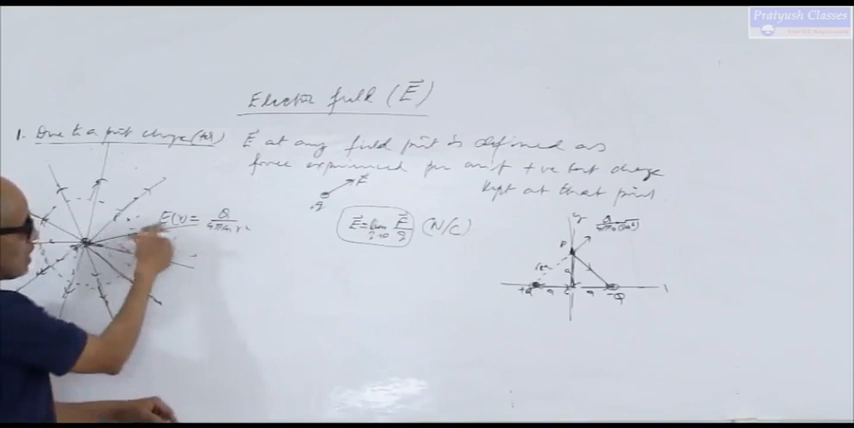 Pratyush Classes
Electric field (E⃗)
1. Due to a point charge (+Q)
E⃗ at any field point is defined as
force experienced per unit +ve test charge
kept at that point
E(r) = Q / 4πε₀r²
F⃗
q
E⃗ = lim q→0 F⃗/q (N/C)
y
P
a
+Q a a -Q